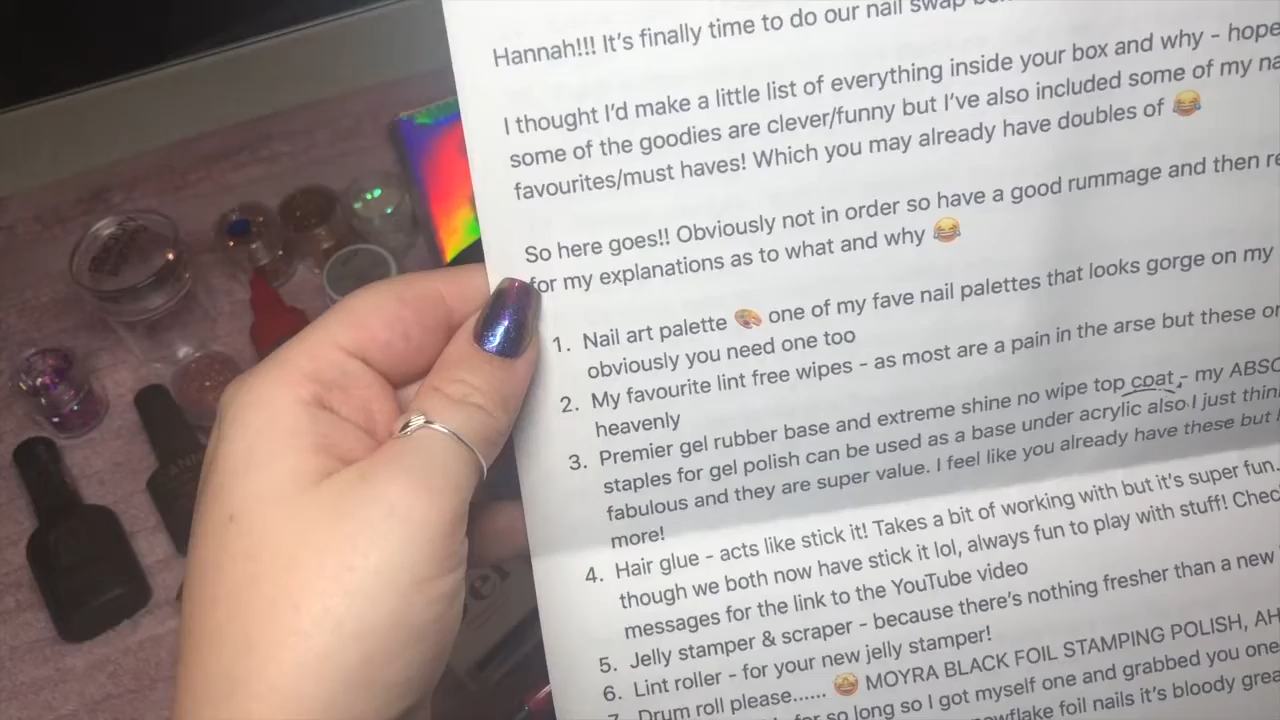 Hannah!!! It's finally time to do our nail swap
I thought I'd make a little list of everything inside your box and why - hope
some of the goodies are clever/funny but I've also included some of my
favourites/must haves! Which you may already have doubles of 😂
So here goes!! Obviously not in order so have a good rummage and then
for my explanations as to what and why 😂
1. Nail art palette 🎨 one of my fave nail palettes that looks gorge on my
obviously you need one too
2. My favourite lint free wipes - as most are a pain in the arse but these
heavenly
3. Premier gel rubber base and extreme shine no wipe top coat - my
staples for gel polish can be used as a base under acrylic also I just
fabulous and they are super value. I feel like you already have these but
more!
4. Hair glue - acts like stick it! Takes a bit of working with but it's super fun.
though we both now have stick it lol, always fun to play with stuff!
messages for the link to the YouTube video
5. Jelly stamper & scraper - because there's nothing fresher than a new
6. Lint roller - for your new jelly stamper!
7. Drum roll please...... 🤩 MOYRA BLACK FOIL STAMPING POLISH,
for so long so I got myself one and grabbed you one
foil nails it's bloody